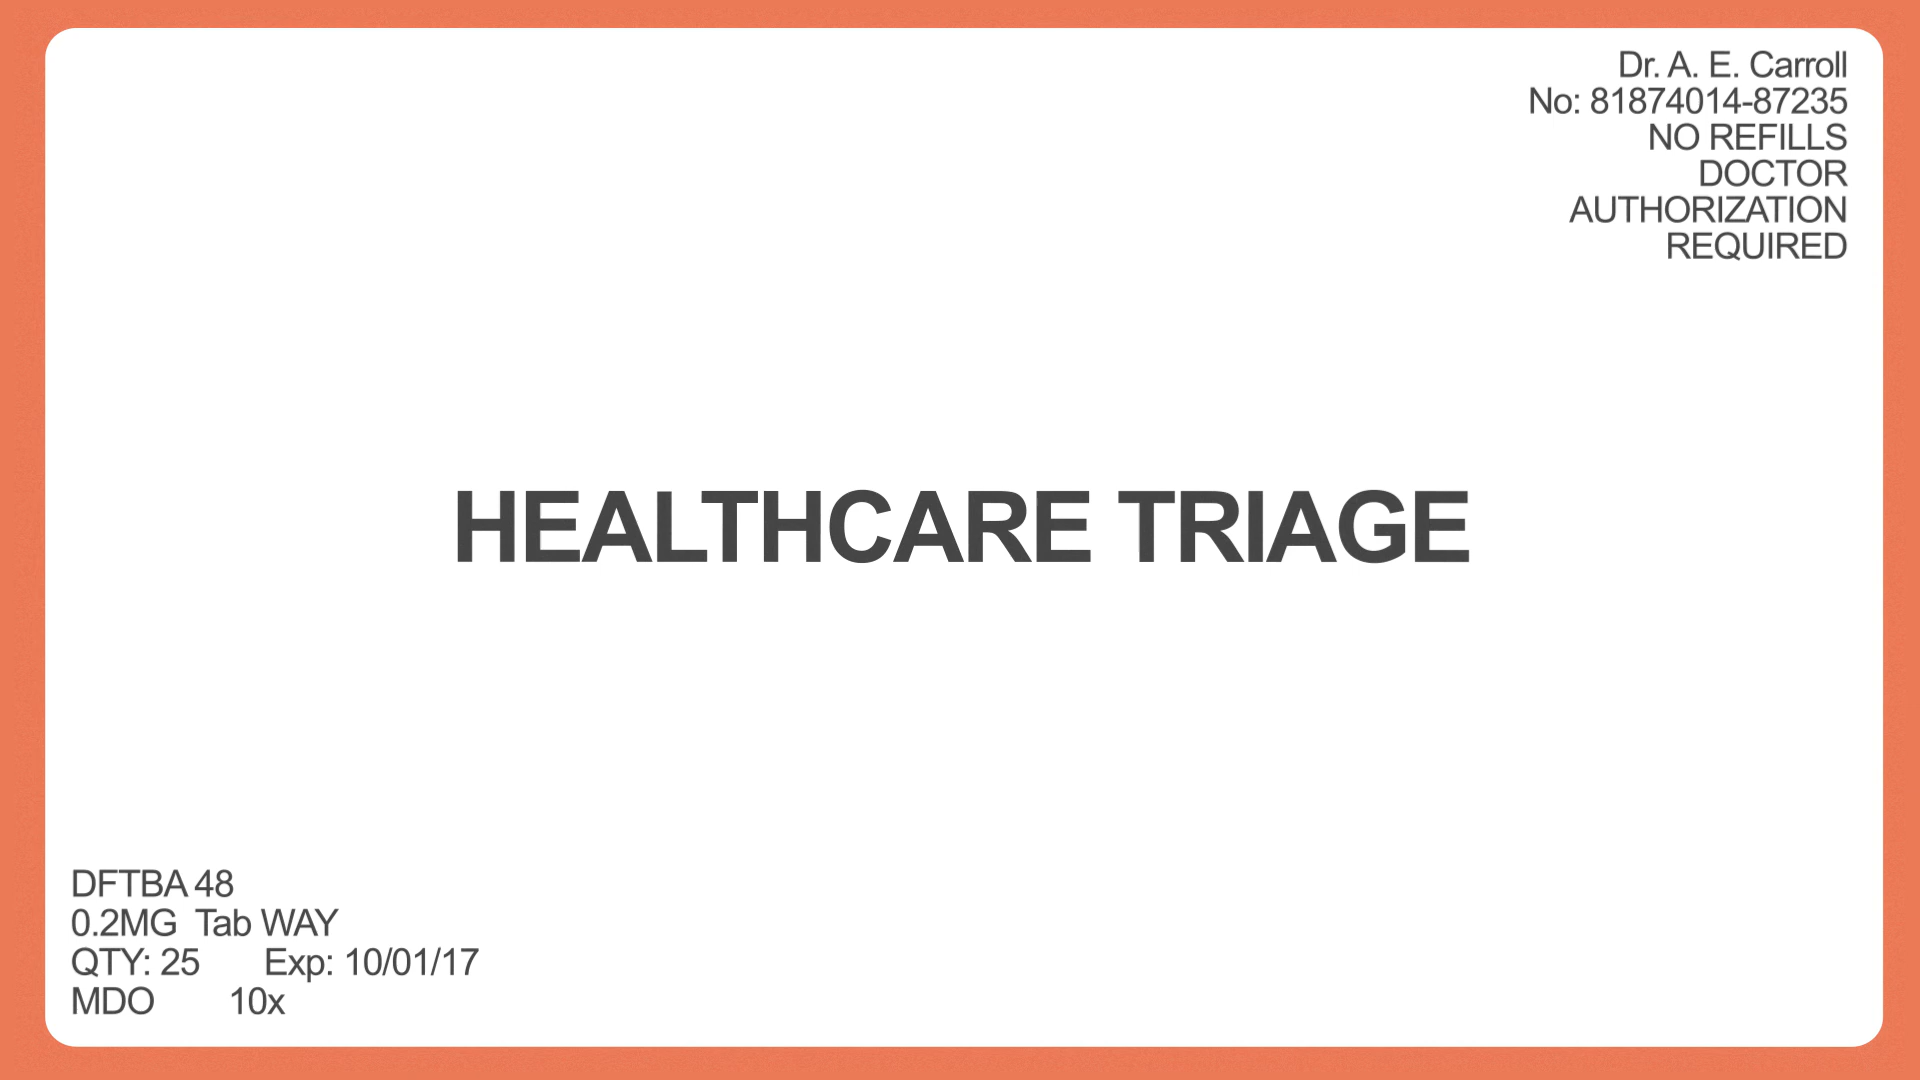 Dr. A. E. Carroll
No: 81874014-87235
NO REFILLS
DOCTOR
AUTHORIZATION
REQUIRED
HEALTHCARE TRIAGE
DFTBA 48
0.2MG Tab WAY
QTY: 25 Exp: 10/01/17
MDO 10x